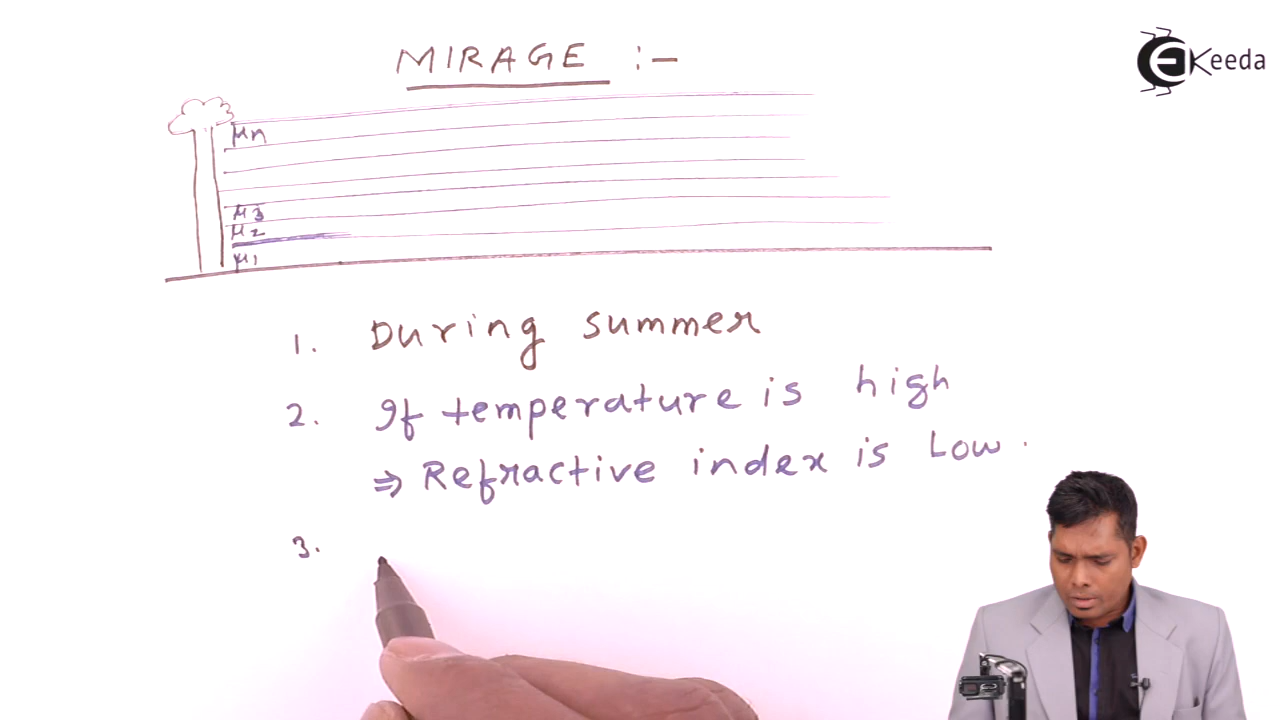 MIRAGE :-
Keeda
μn
μ3
μ2
μ1
1. During summer
2. If temperature is high
⇒ Refractive index is Low.
3.